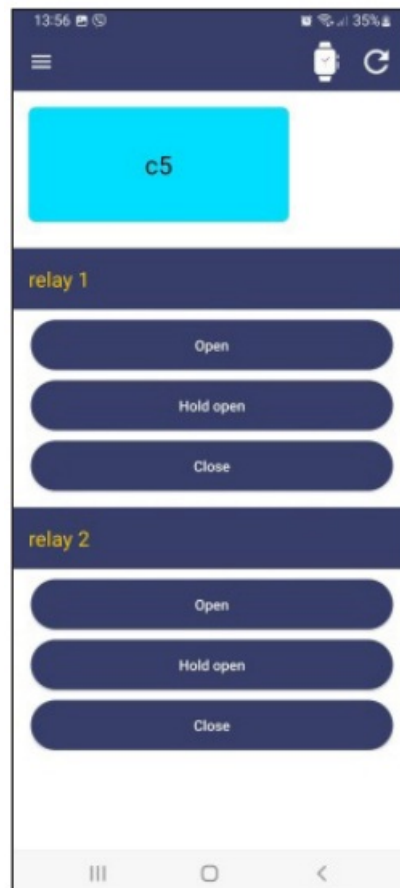 13:56 35%
c5
relay 1
Open
Hold open
Close
relay 2
Open
Hold open
Close